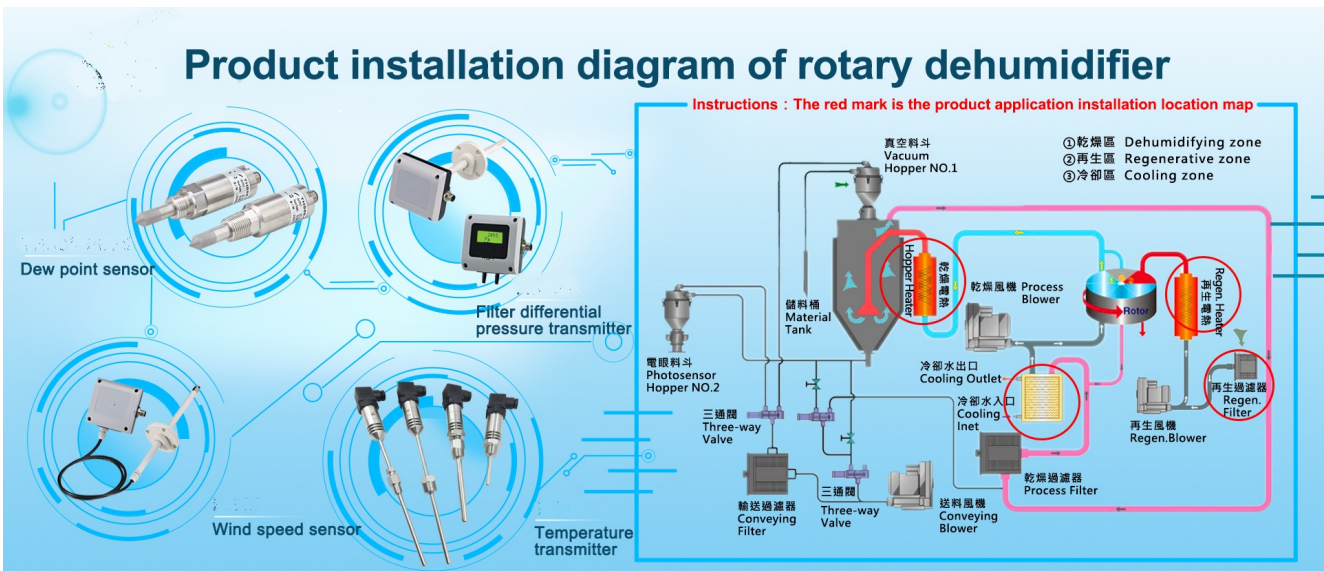 Product installation diagram of rotary dehumidifier
Instructions：The red mark is the product application installation location map
Dew point sensor
Filter differential
pressure transmitter
Wind speed sensor
Temperature
transmitter
真空料斗
Vacuum
Hopper NO.1
①乾燥區 Dehumidifying zone
②再生區 Regenerative zone
③冷卻區 Cooling zone
Hopper Heater
乾燥電熱
儲料桶
Material
Tank
乾燥風機 Process
Blower
Rotor
Regen. Heater
再生電熱
電眼料斗
Photosensor
Hopper NO.2
冷卻水出口
Cooling Outlet
冷卻水入口
Cooling
Inet
再生過濾器
Regen.
Filter
再生風機
Regen.Blower
三通閥
Three-way
Valve
乾燥過濾器
Process Filter
輸送過濾器
Conveying
Filter
三通閥
Three-way
Valve
送料風機
Conveying
Blower